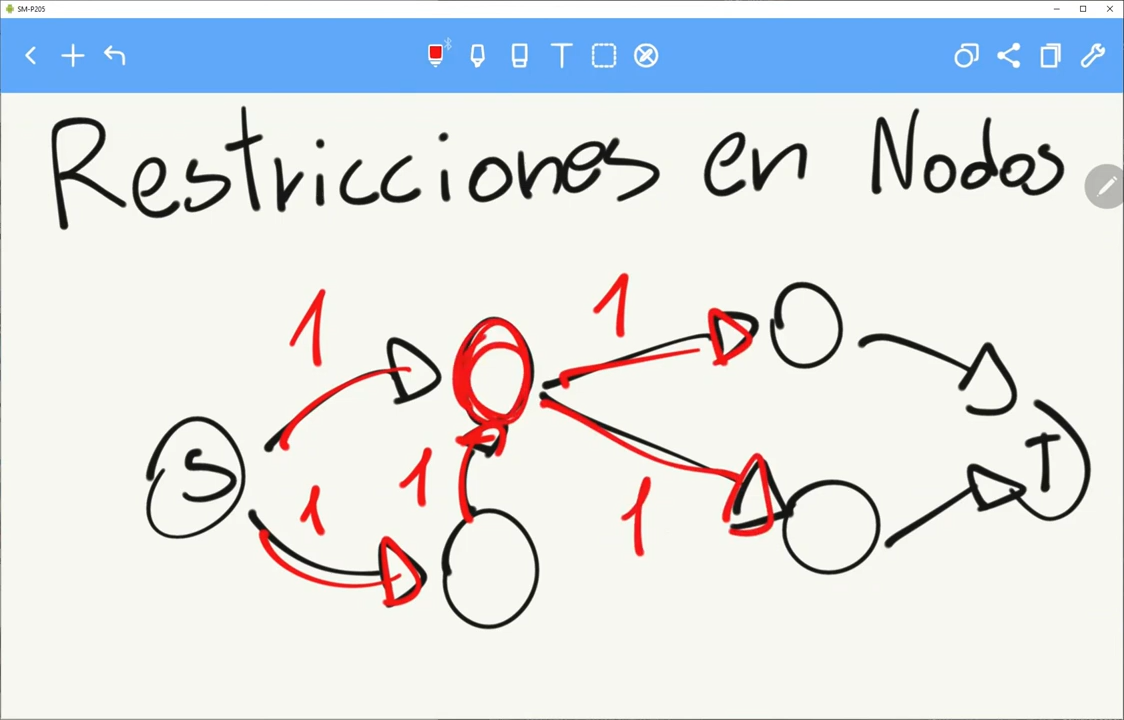 SM-P205
T
Restricciones en Nodos
1 1
S 1 1 1 T